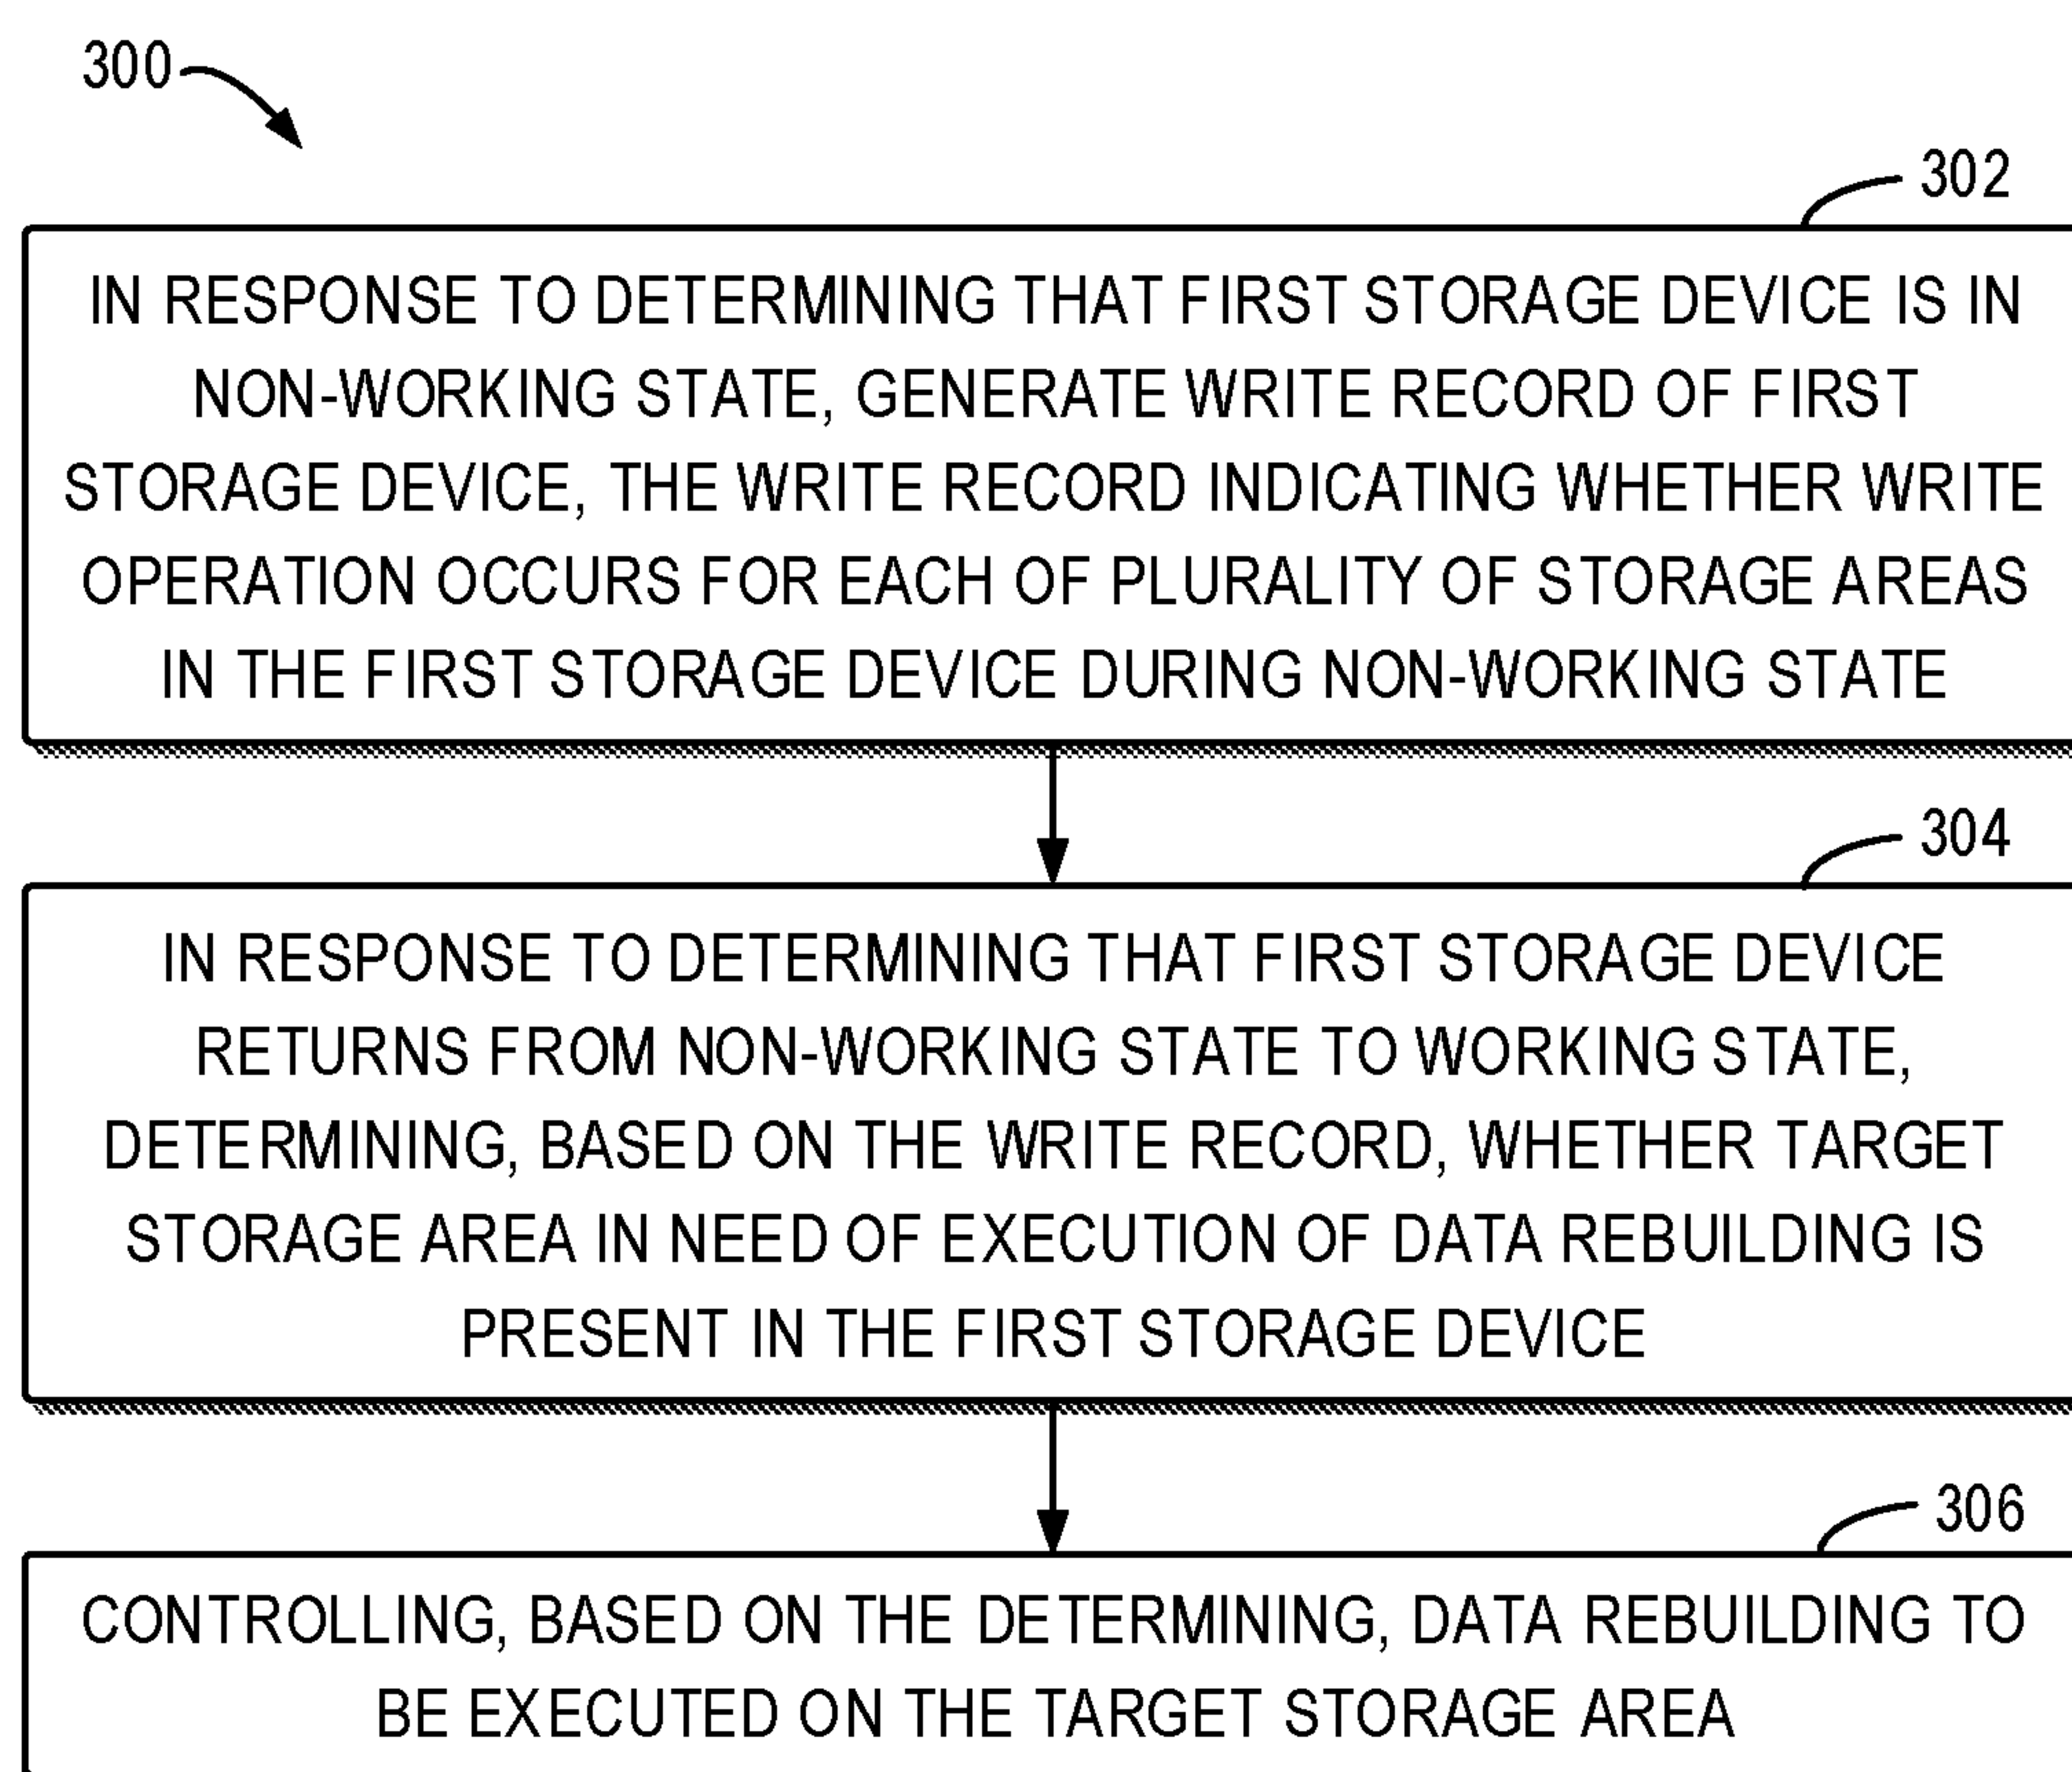 300
302
IN RESPONSE TO DETERMINING THAT FIRST STORAGE DEVICE IS IN
NON-WORKING STATE, GENERATE WRITE RECORD OF FIRST
STORAGE DEVICE, THE WRITE RECORD INDICATING WHETHER WRITE
OPERATION OCCURS FOR EACH OF PLURALITY OF STORAGE AREAS
IN THE FIRST STORAGE DEVICE DURING NON-WORKING STATE
304
IN RESPONSE TO DETERMINING THAT FIRST STORAGE DEVICE
RETURNS FROM NON-WORKING STATE TO WORKING STATE,
DETERMINING, BASED ON THE WRITE RECORD, WHETHER TARGET
STORAGE AREA IN NEED OF EXECUTION OF DATA REBUILDING IS
PRESENT IN THE FIRST STORAGE DEVICE
306
CONTROLLING, BASED ON THE DETERMINING, DATA REBUILDING TO
BE EXECUTED ON THE TARGET STORAGE AREA